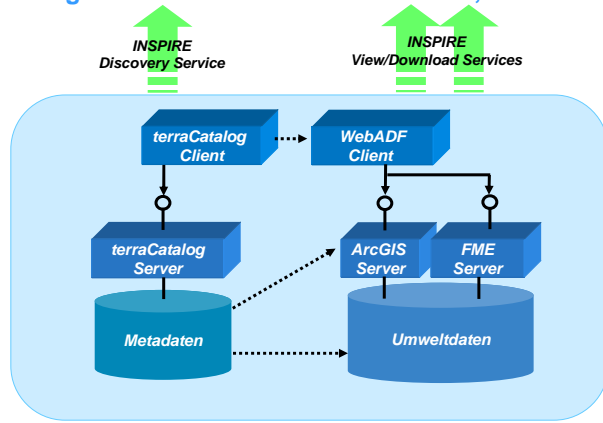 INSPIRE
Discovery Service
INSPIRE
View/Download Services
terraCatalog
Client
WebADF
Client
terraCatalog
Server
ArcGIS
Server
FME
Server
Metadaten
Umweltdaten